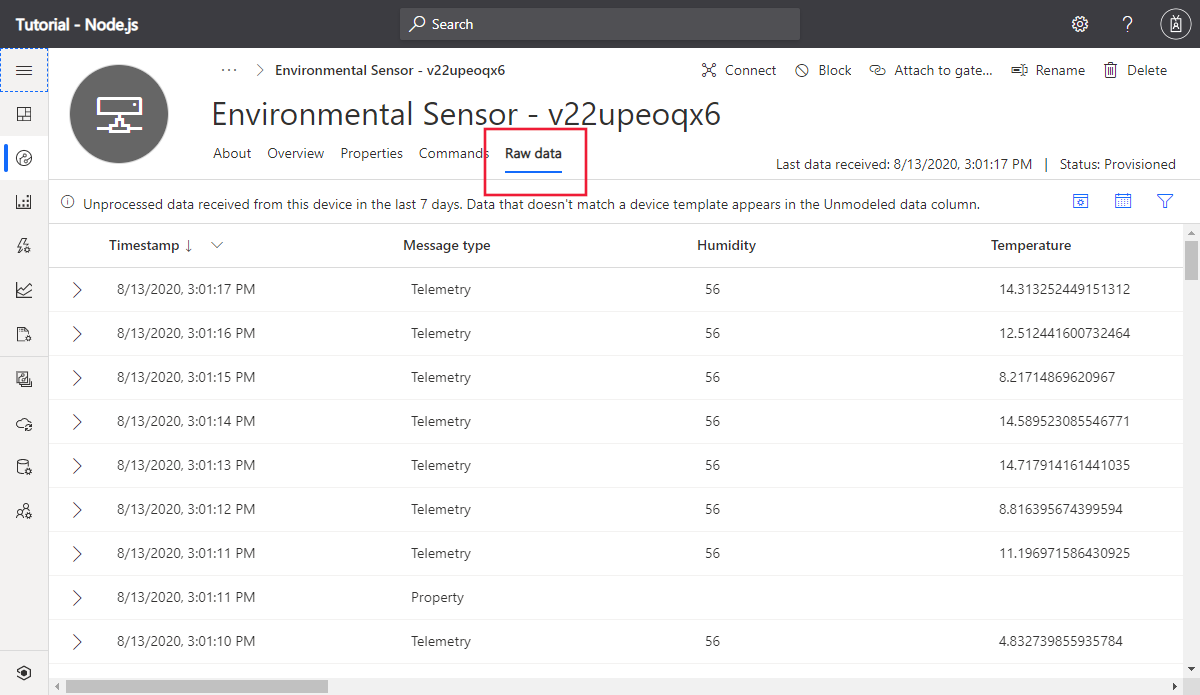 Tutorial - Node.js
Search
?
··· > Environmental Sensor - v22upeoqx6
Connect Block Attach to gate... Rename Delete
Environmental Sensor - v22upeoqx6
About Overview Properties Commands Raw data
Last data received: 8/13/2020, 3:01:17 PM | Status: Provisioned
Unprocessed data received from this device in the last 7 days. Data that doesn't match a device template appears in the Unmodeled data column.
Timestamp ↓ Message type Humidity Temperature
8/13/2020, 3:01:17 PM Telemetry 56 14.313252449151312
8/13/2020, 3:01:16 PM Telemetry 56 12.512441600732464
8/13/2020, 3:01:15 PM Telemetry 56 8.21714869620967
8/13/2020, 3:01:14 PM Telemetry 56 14.589523085546771
8/13/2020, 3:01:13 PM Telemetry 56 14.717914161441035
8/13/2020, 3:01:12 PM Telemetry 56 8.816395674399594
8/13/2020, 3:01:11 PM Telemetry 56 11.196971586430925
8/13/2020, 3:01:11 PM Property
8/13/2020, 3:01:10 PM Telemetry 56 4.832739855935784